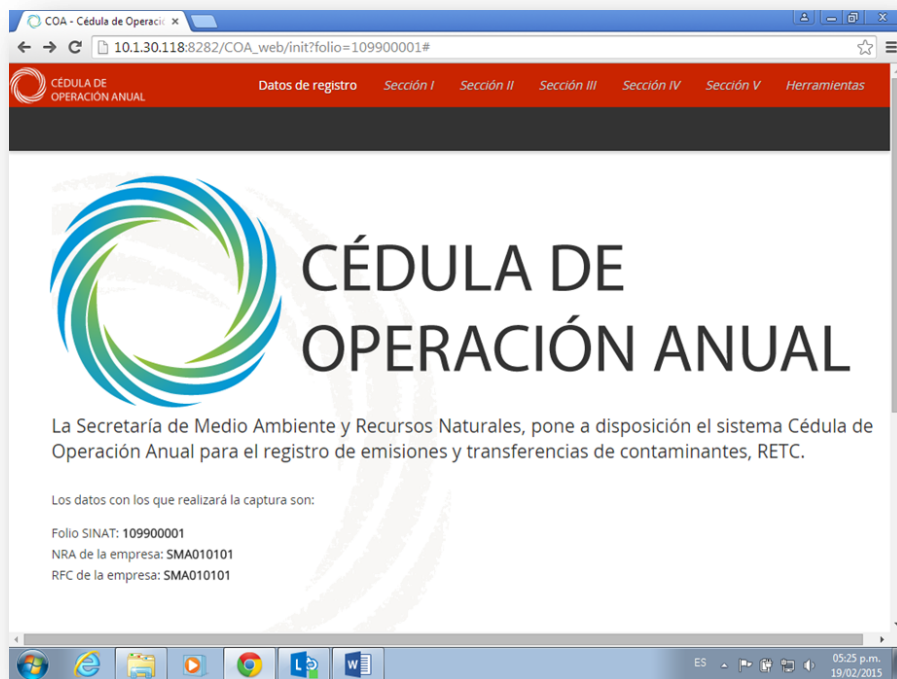 COA - Cédula de Operació
10.1.30.118:8282/COA_web/init?folio=109900001#
CÉDULA DE
OPERACIÓN ANUAL
Datos de registro Sección I Sección II Sección III Sección IV Sección V Herramientas
CÉDULA DE
OPERACIÓN ANUAL
La Secretaría de Medio Ambiente y Recursos Naturales, pone a disposición el sistema Cédula de
Operación Anual para el registro de emisiones y transferencias de contaminantes, RETC.
Los datos con los que realizará la captura son:
Folio SINAT: 109900001
NRA de la empresa: SMA010101
RFC de la empresa: SMA010101
ES
05:25 p.m.
19/02/2015